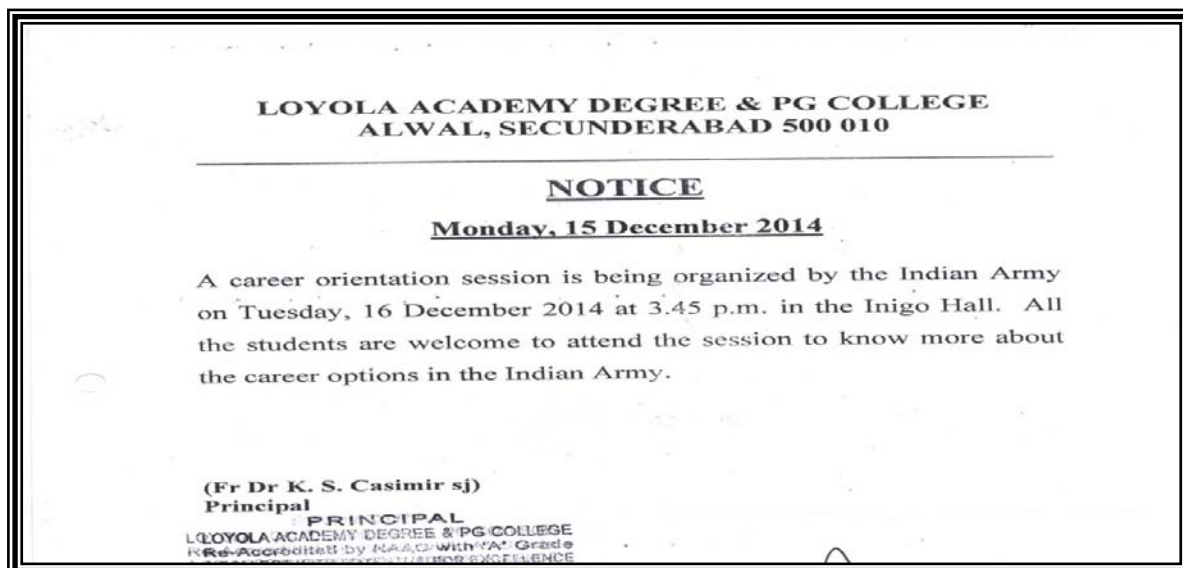 LOYOLA ACADEMY DEGREE & PG COLLEGE
ALWAL, SECUNDERABAD 500 010
NOTICE
Monday, 15 December 2014
A career orientation session is being organized by the Indian Army
on Tuesday, 16 December 2014 at 3.45 p.m. in the Inigo Hall. All
the students are welcome to attend the session to know more about
the career options in the Indian Army.
(Fr Dr K. S. Casimir sj)
Principal
PRINCIPAL
LOYOLA ACADEMY DEGREE & PG COLLEGE
Re-Accredited by NAAC with "A" Grade
EXCELLENCE